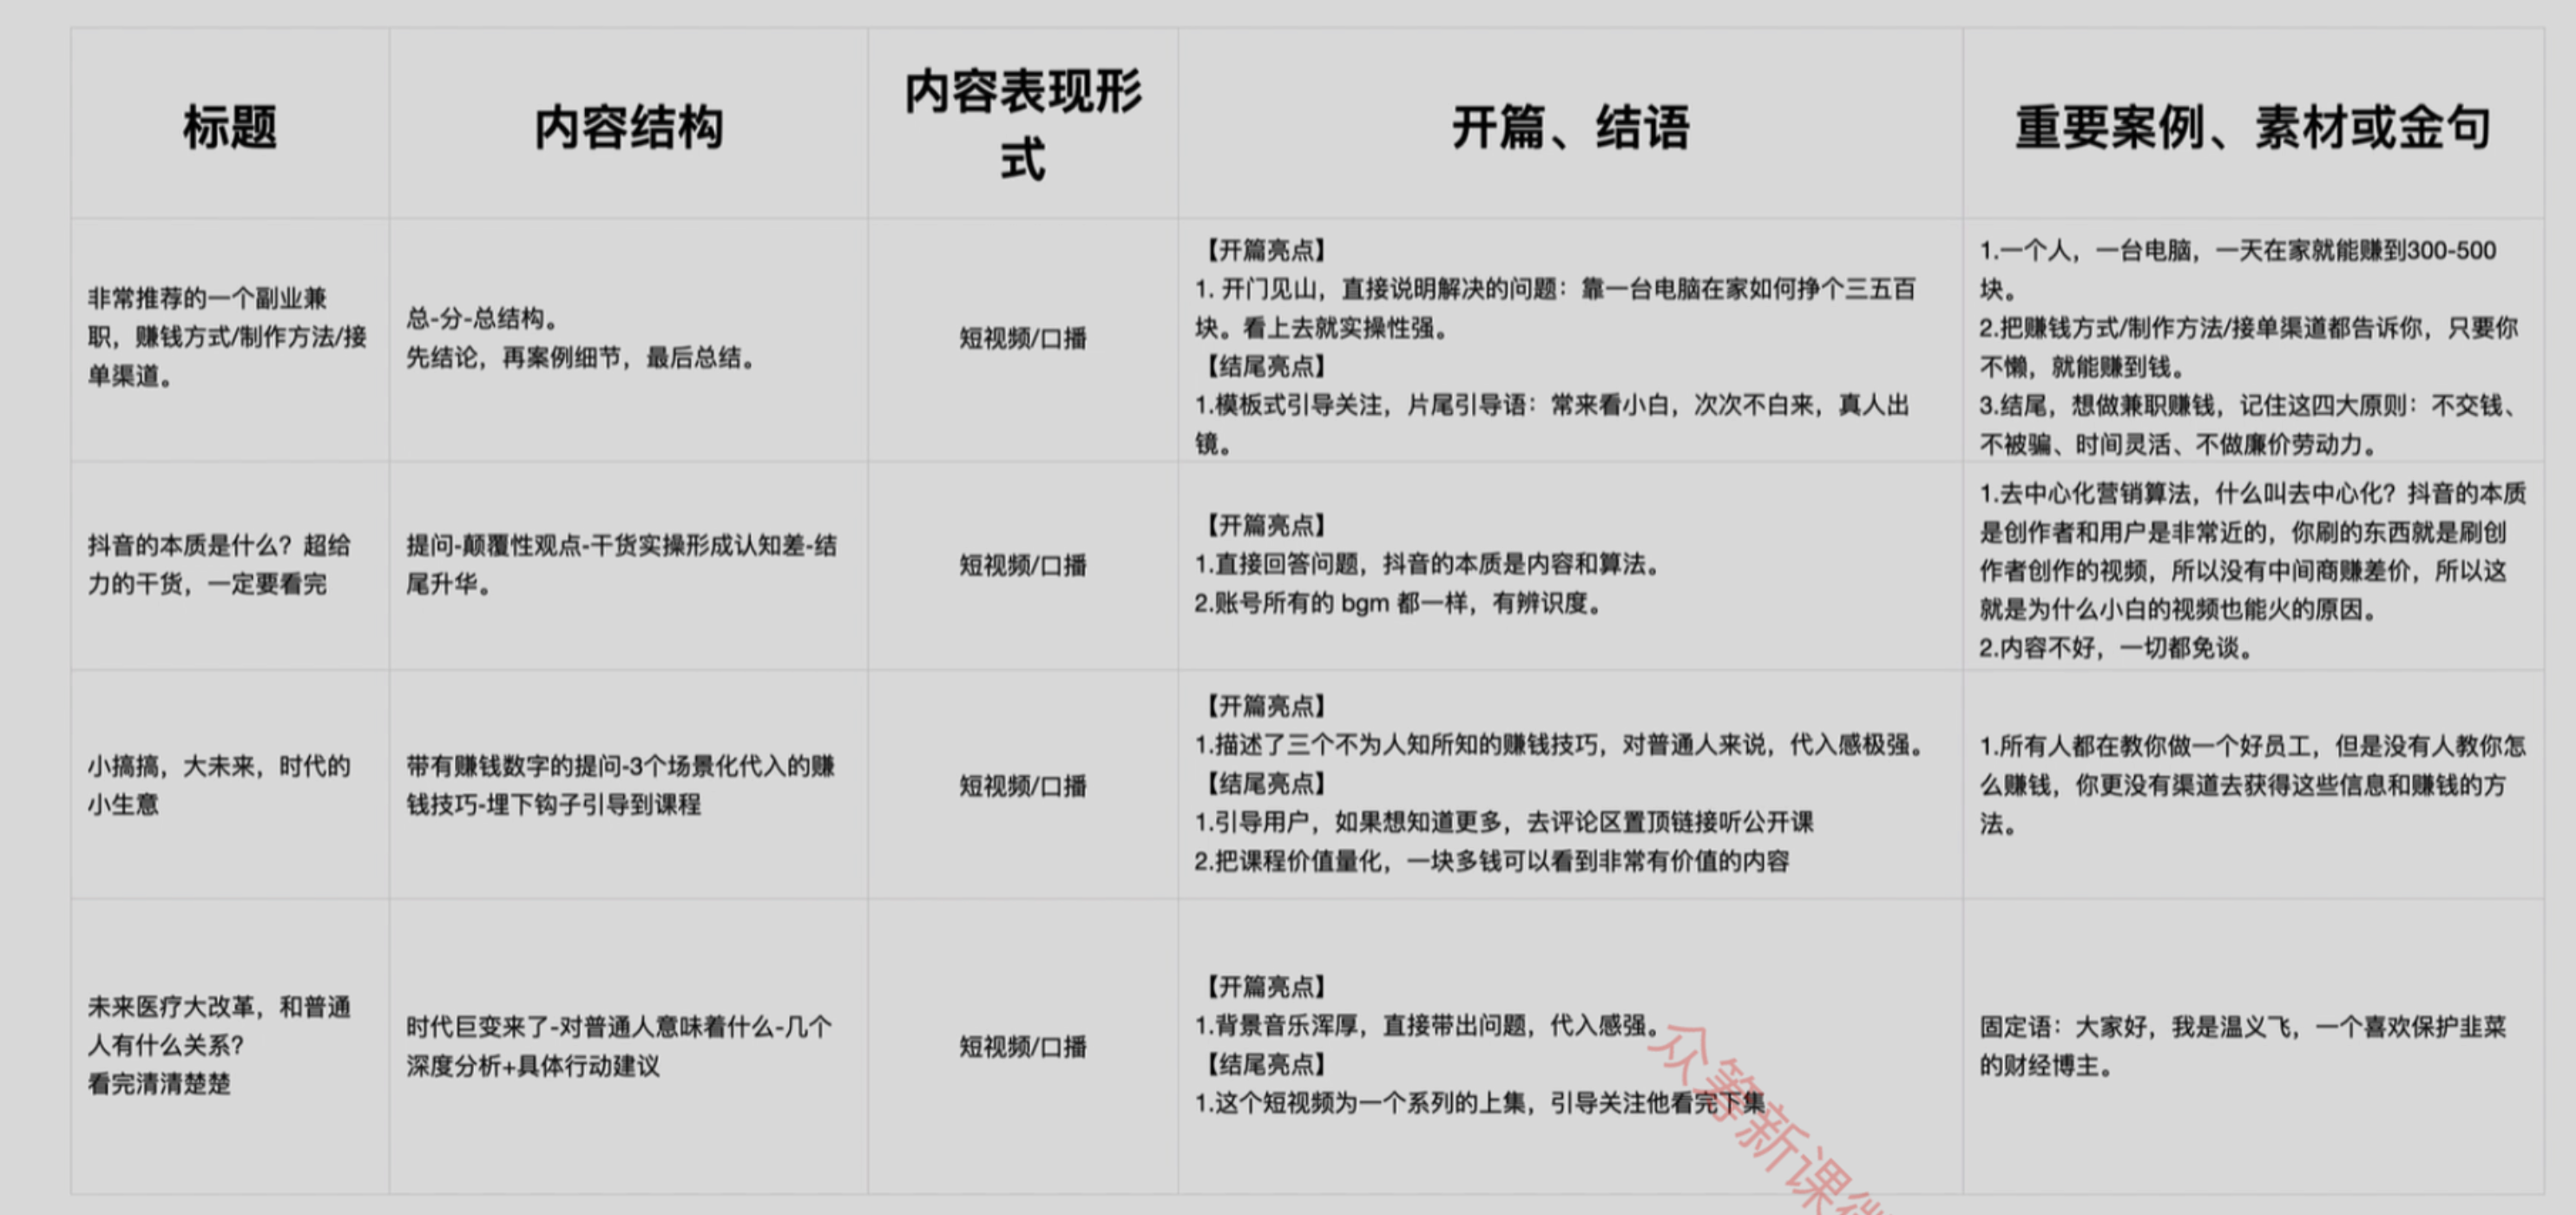 标题
内容结构
内容表现形
式
开篇、结语
重要案例、素材或金句
非常推荐的一个副业兼
职，赚钱方式/制作方法/接
单渠道。
总-分-总结构。
先结论，再案例细节，最后总结。
短视频/口播
【开篇亮点】
1. 开门见山，直接说明解决的问题：靠一台电脑在家如何挣个三五百
块。看上去就实操性强。
【结尾亮点】
1.模板式引导关注，片尾引导语：常来看小白，次次不白来，真人出
镜。
1.一个人，一台电脑，一天在家就能赚到300-500
块。
2.把赚钱方式/制作方法/接单渠道都告诉你，只要你
不懒，就能赚到钱。
3.结尾，想做兼职赚钱，记住这四大原则：不交钱、
不被骗、时间灵活、不做廉价劳动力。
抖音的本质是什么？超给
力的干货，一定要看完
提问-颠覆性观点-干货实操形成认知差-结
尾升华。
短视频/口播
【开篇亮点】
1.直接回答问题，抖音的本质是内容和算法。
2.账号所有的 bgm 都一样，有辨识度。
1.去中心化营销算法，什么叫去中心化？抖音的本质
是创作者和用户是非常近的，你刷的东西就是刷创
作者创作的视频，所以没有中间商赚差价，所以这
就是为什么小白的视频也能火的原因。
2.内容不好，一切都免谈。
小搞搞，大未来，时代的
小生意
带有赚钱数字的提问-3个场景化代入的赚
钱技巧-埋下钩子引导到课程
短视频/口播
【开篇亮点】
1.描述了三个不为人知所知的赚钱技巧，对普通人来说，代入感极强。
【结尾亮点】
1.引导用户，如果想知道更多，去评论区置顶链接听公开课
2.把课程价值量化，一块多钱可以看到非常有价值的内容
1.所有人都在教你做一个好员工，但是没有人教你怎
么赚钱，你更没有渠道去获得这些信息和赚钱的方
法。
未来医疗大改革，和普通
人有什么关系？
看完清清楚楚
时代巨变来了-对普通人意味着什么-几个
深度分析+具体行动建议
短视频/口播
【开篇亮点】
1.背景音乐浑厚，直接带出问题，代入感强。
【结尾亮点】
1.这个短视频为一个系列的上集，引导关注他看完下集
固定语：大家好，我是温义飞，一个喜欢保护韭菜
的财经博主。
众筹新课微